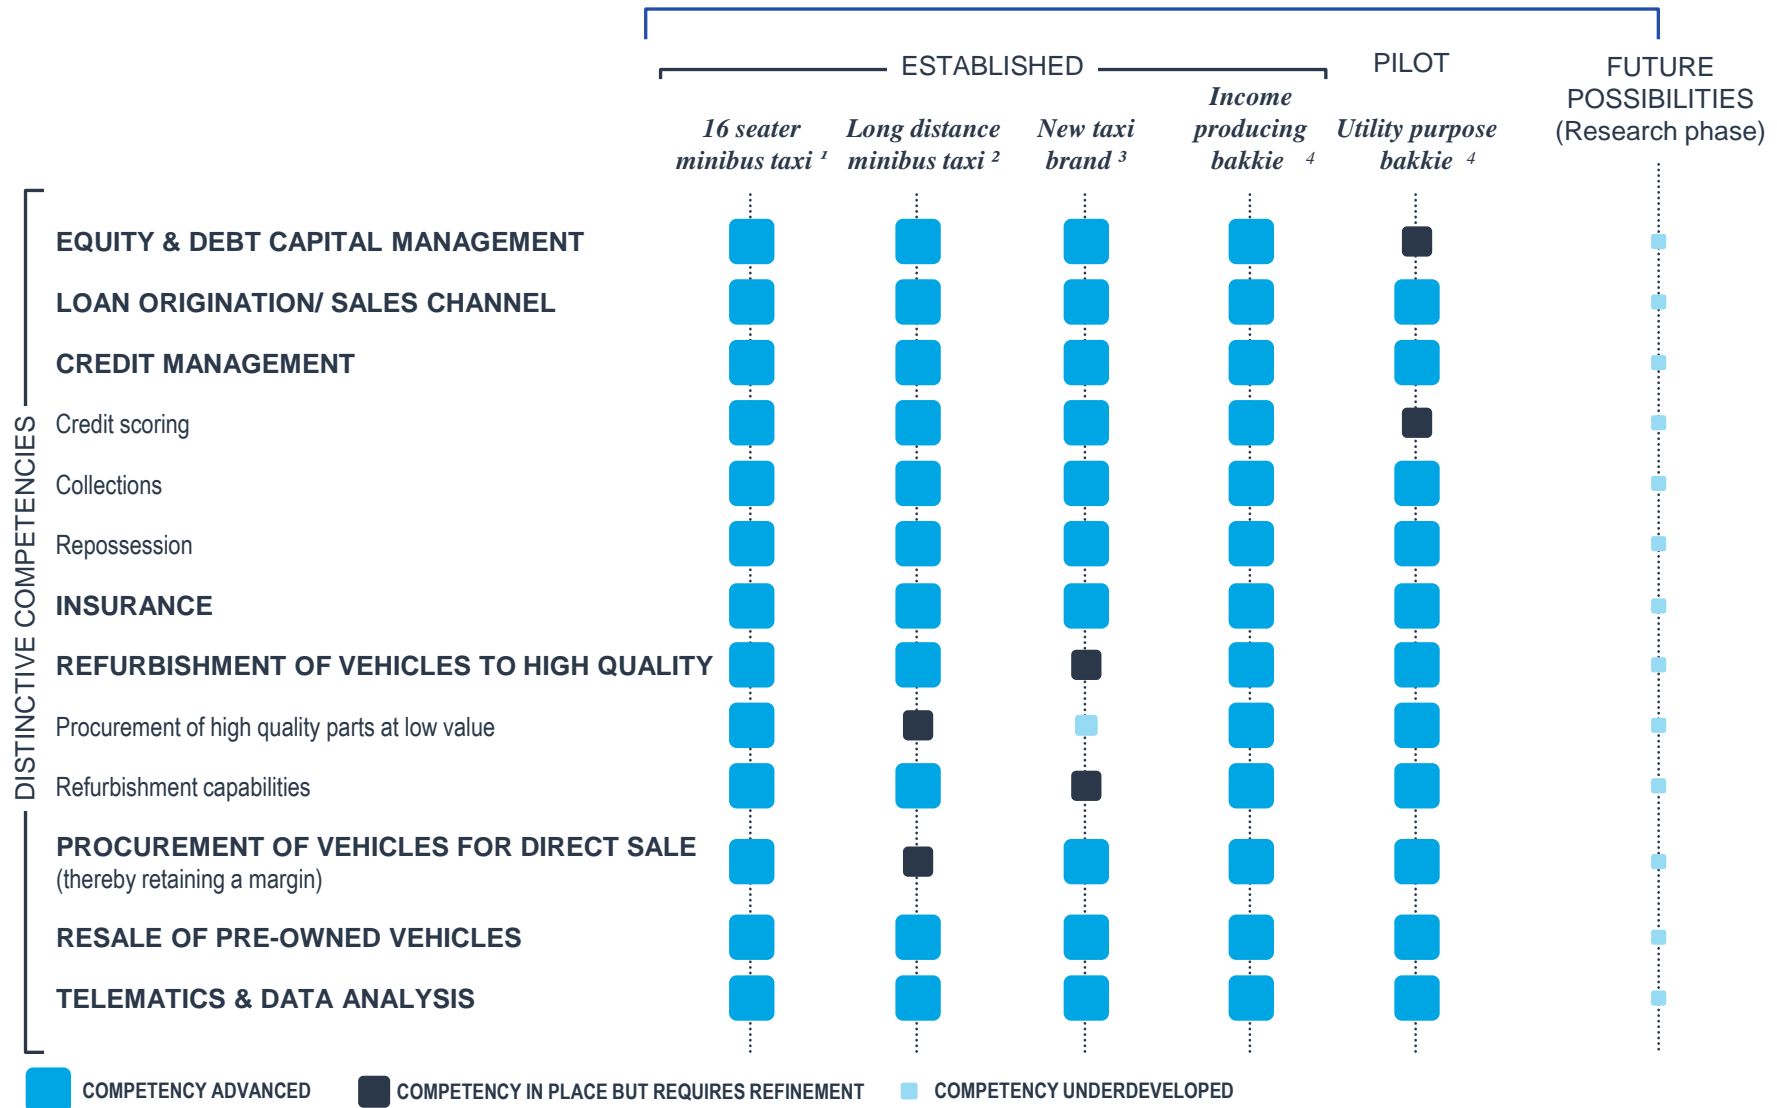 ESTABLISHED
PILOT
FUTURE
POSSIBILITIES
(Research phase)
16 seater
minibus taxi ¹
Long distance
minibus taxi ²
New taxi
brand ³
Income
producing
bakkie ⁴
Utility purpose
bakkie ⁴
DISTINCTIVE COMPETENCIES
EQUITY & DEBT CAPITAL MANAGEMENT
LOAN ORIGINATION/ SALES CHANNEL
CREDIT MANAGEMENT
Credit scoring
Collections
Repossession
INSURANCE
REFURBISHMENT OF VEHICLES TO HIGH QUALITY
Procurement of high quality parts at low value
Refurbishment capabilities
PROCUREMENT OF VEHICLES FOR DIRECT SALE
(thereby retaining a margin)
RESALE OF PRE-OWNED VEHICLES
TELEMATICS & DATA ANALYSIS
COMPETENCY ADVANCED
COMPETENCY IN PLACE BUT REQUIRES REFINEMENT
COMPETENCY UNDERDEVELOPED